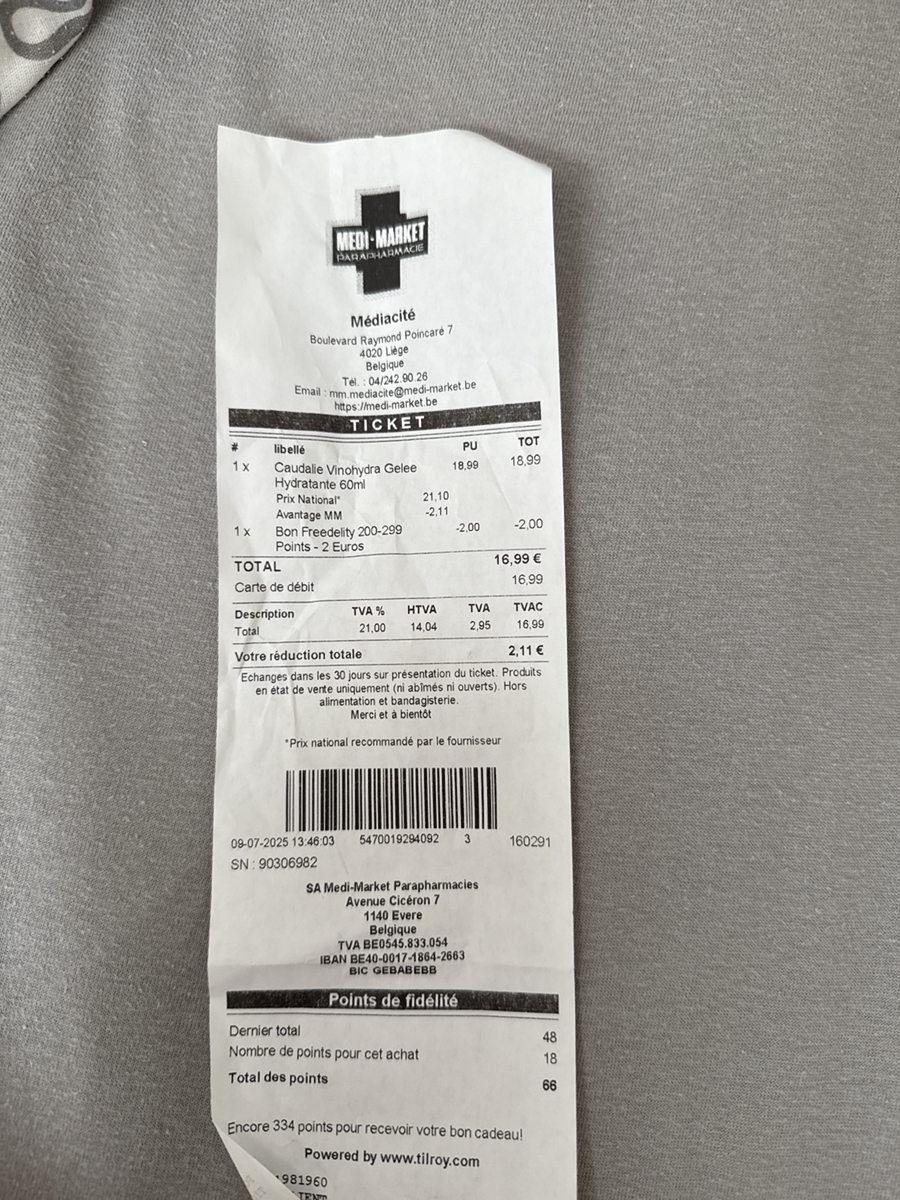 MEDI-MARKET
PARAPHARMACIE
Médiacité
Boulevard Raymond Poincaré 7
4020 Liège
Belgique
Tél. : 04/242.90.26
Email : mm.mediacite@medi-market.be
https://medi-market.be
TICKET
# libellé PU TOT
1 x Caudalie Vinohydra Gelee 18,99 18,99
Hydratante 60ml
Prix National* 21,10
Avantage MM -2,11
1 x Bon Freedelity 200-299 -2,00 -2,00
Points - 2 Euros
TOTAL 16,99 €
Carte de débit 16,99
Description TVA % HTVA TVA TVAC
Total 21,00 14,04 2,95 16,99
Votre réduction totale 2,11 €
Echanges dans les 30 jours sur présentation du ticket. Produits
en état de vente uniquement (ni abîmés ni ouverts). Hors
alimentation et bandagisterie.
Merci et à bientôt
*Prix national recommandé par le fournisseur
09-07-2025 13:46:03 5470019294092 3 160291
SN : 90306982
SA Medi-Market Parapharmacies
Avenue Cicéron 7
1140 Evere
Belgique
TVA BE0545.833.054
IBAN BE40-0017-1864-2663
BIC GEBABEBB
Points de fidélité
Dernier total 48
Nombre de points pour cet achat 18
Total des points 66
Encore 334 points pour recevoir votre bon cadeau!
Powered by www.tilroy.com
981960